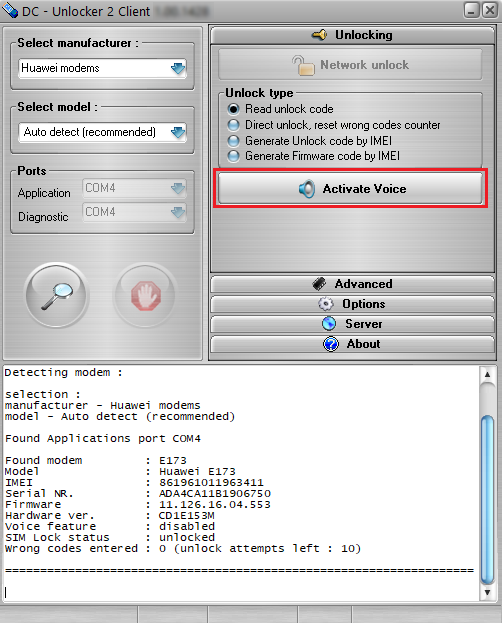 DC - Unlocker 2 Client
Select manufacturer :
Huawei modems
Select model :
Auto detect (recommended)
Ports
Application COM4
Diagnostic COM4
Unlocking
Network unlock
Unlock type
Read unlock code
Direct unlock, reset wrong codes counter
Generate Unlock code by IMEI
Generate Firmware code by IMEI
Activate Voice
Advanced
Options
Server
About
Detecting modem :
selection :
manufacturer - Huawei modems
model - Auto detect (recommended)
Found Applications port COM4
Found modem : E173
Model : Huawei E173
IMEI : 861961011963411
Serial NR. : ADA4CA11B1906750
Firmware : 11.126.16.04.553
Hardware ver. : CD1E153M
Voice feature : disabled
SIM Lock status : unlocked
Wrong codes entered : 0 (unlock attempts left : 10)
===================================================================